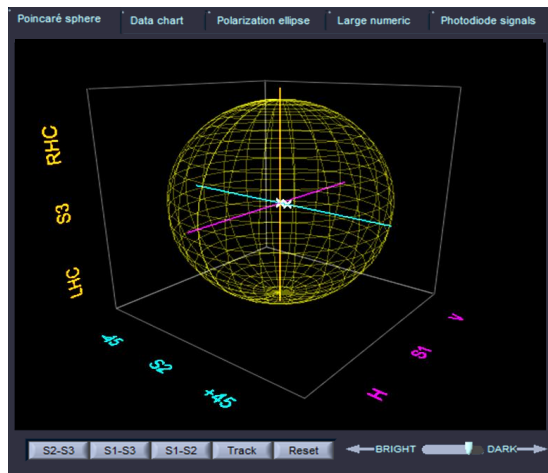 Poincaré sphere
Data chart
Polarization ellipse
Large numeric
Photodiode signals
RHC
S3
LHC
45
S2
+45
H
S1
V
S2-S3
S1-S3
S1-S2
Track
Reset
BRIGHT
DARK